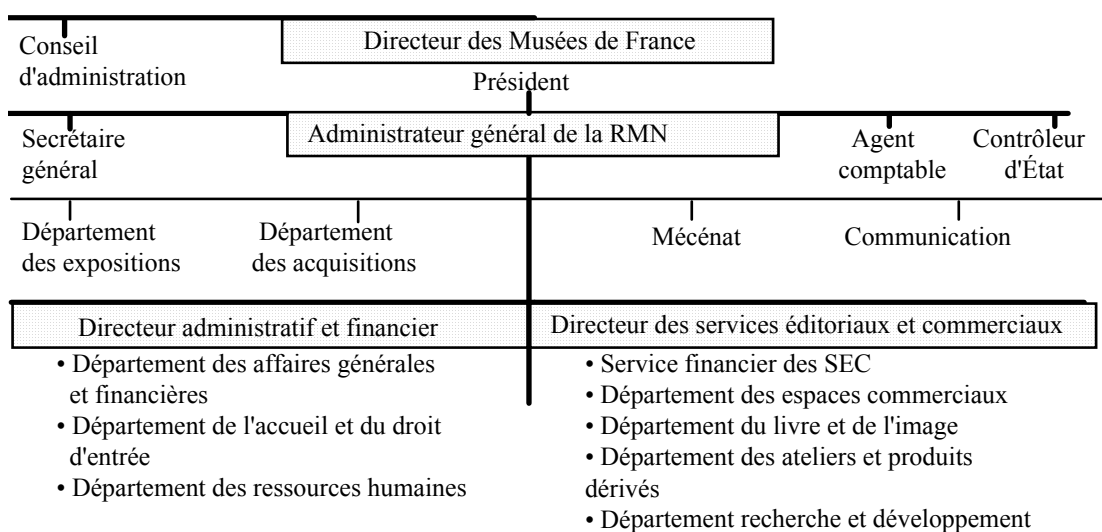 Conseil
d'administration
Directeur des Musées de France
Président
Secrétaire
général
Administrateur général de la RMN
Agent
comptable
Contrôleur
d'État
Département
des expositions
Département
des acquisitions
Mécénat
Communication
Directeur administratif et financier
• Département des affaires générales
et financières
• Département de l'accueil et du droit
d'entrée
• Département des ressources humaines
Directeur des services éditoriaux et commerciaux
• Service financier des SEC
• Département des espaces commerciaux
• Département du livre et de l'image
• Département des ateliers et produits
dérivés
• Département recherche et développement